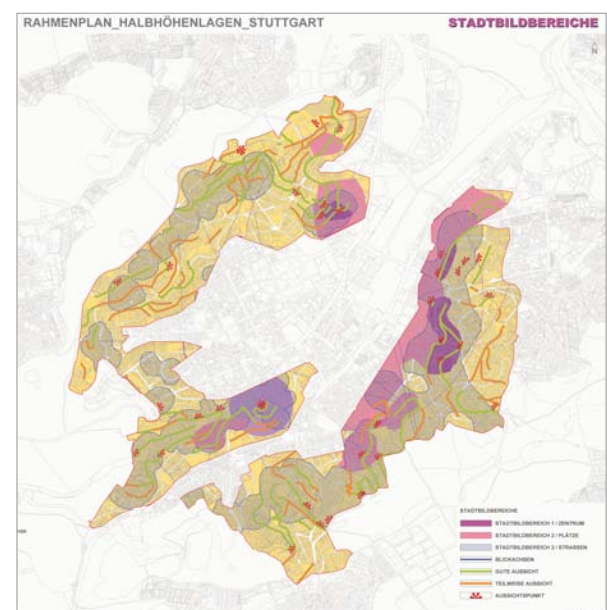 RAHMENPLAN_HALBHÖHENLAGEN_STUTTGART
STADTBILDBEREICHE
N
STADTBILDBEREICHE
STADTBILDBEREICH 1 / ZENTRUM
STADTBILDBEREICH 2 / PLÄTZE
STADTBILDBEREICH 3 / STRASSEN
BLICKACHSEN
GUTE AUSSICHT
TEILWEISE AUSSICHT
AUSSICHTSPUNKT